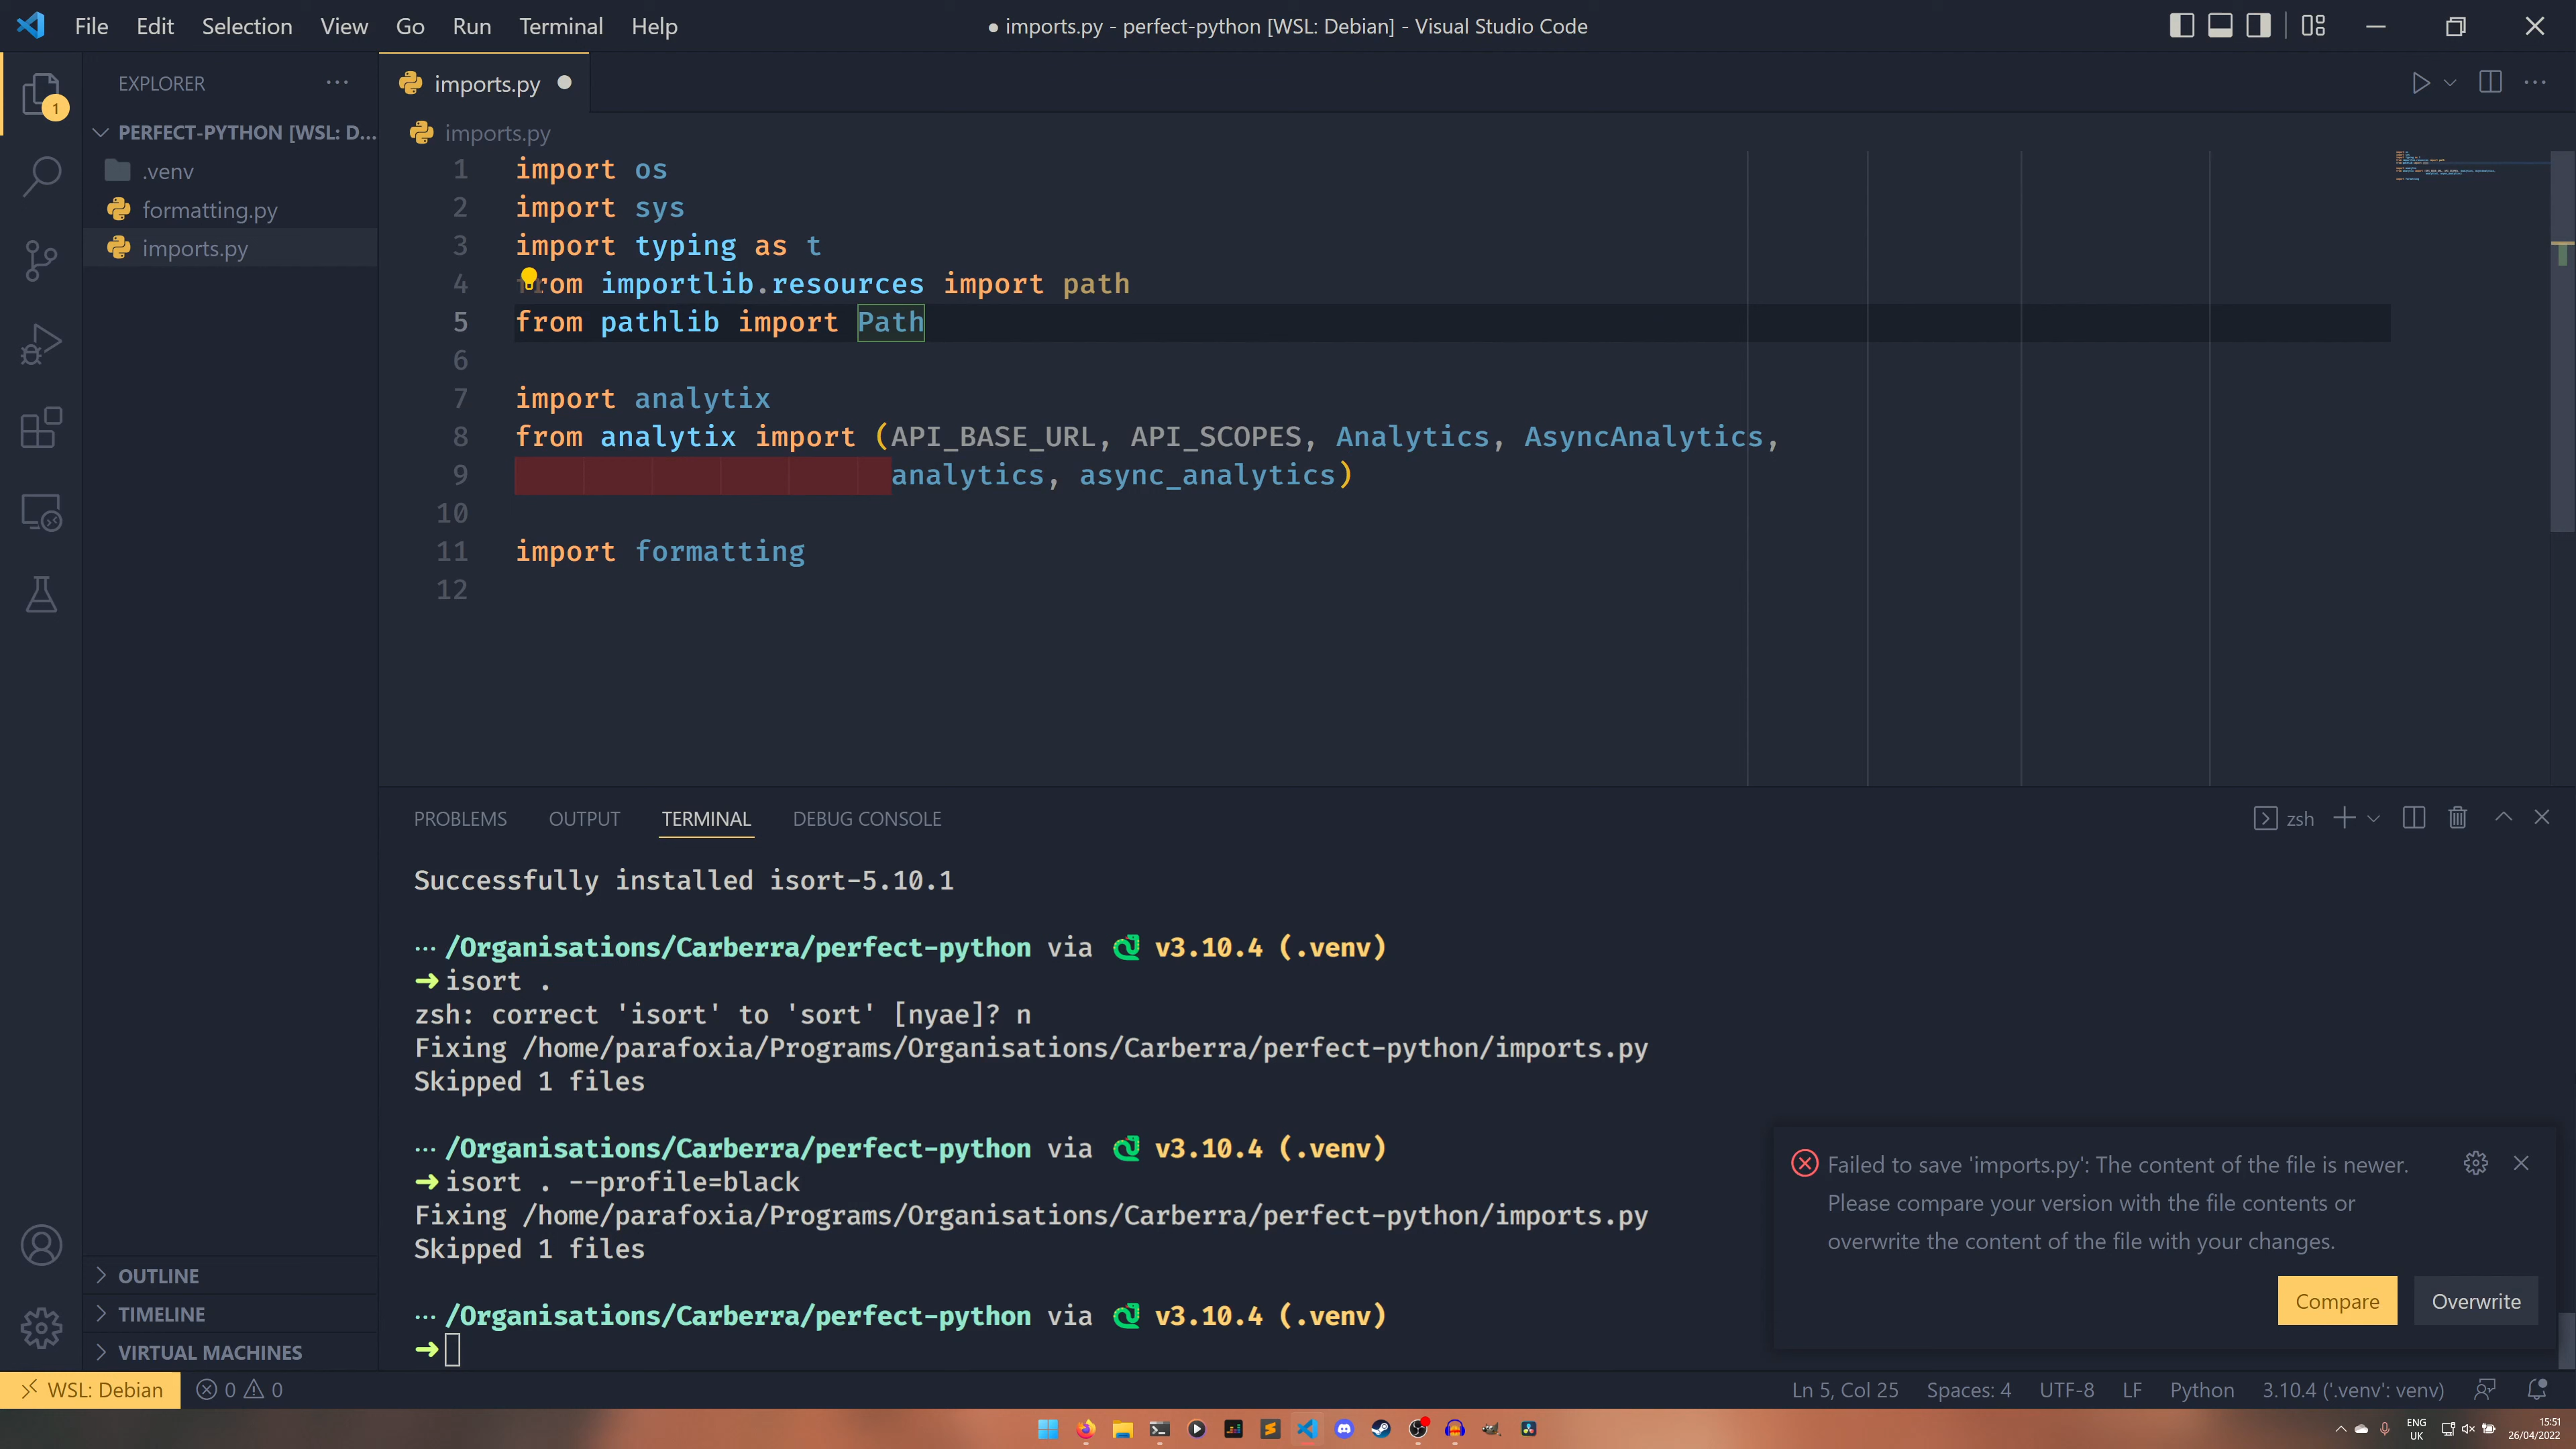 File Edit Selection View Go Run Terminal Help
● imports.py - perfect-python [WSL: Debian] - Visual Studio Code
EXPLORER
imports.py
1
PERFECT-PYTHON [WSL: D...
.venv
formatting.py
imports.py
imports.py
1 import os
2 import sys
3 import typing as t
4 from importlib.resources import path
5 from pathlib import Path
6
7 import analytix
8 from analytix import (API_BASE_URL, API_SCOPES, Analytics, AsyncAnalytics,
9 analytics, async_analytics)
10
11 import formatting
12
PROBLEMS OUTPUT TERMINAL DEBUG CONSOLE
zsh
Successfully installed isort-5.10.1
··· /Organisations/Carberra/perfect-python via v3.10.4 (.venv)
➜ isort .
zsh: correct 'isort' to 'sort' [nyae]? n
Fixing /home/parafoxia/Programs/Organisations/Carberra/perfect-python/imports.py
Skipped 1 files
··· /Organisations/Carberra/perfect-python via v3.10.4 (.venv)
➜ isort . --profile=black
Fixing /home/parafoxia/Programs/Organisations/Carberra/perfect-python/imports.py
Skipped 1 files
··· /Organisations/Carberra/perfect-python via v3.10.4 (.venv)
➜
Failed to save 'imports.py': The content of the file is newer.
Please compare your version with the file contents or
overwrite the content of the file with your changes.
Compare Overwrite
OUTLINE
TIMELINE
VIRTUAL MACHINES
WSL: Debian 0 0
Ln 5, Col 25 Spaces: 4 UTF-8 LF Python 3.10.4 ('.venv': venv)
ENG
UK
15:51
26/04/2022